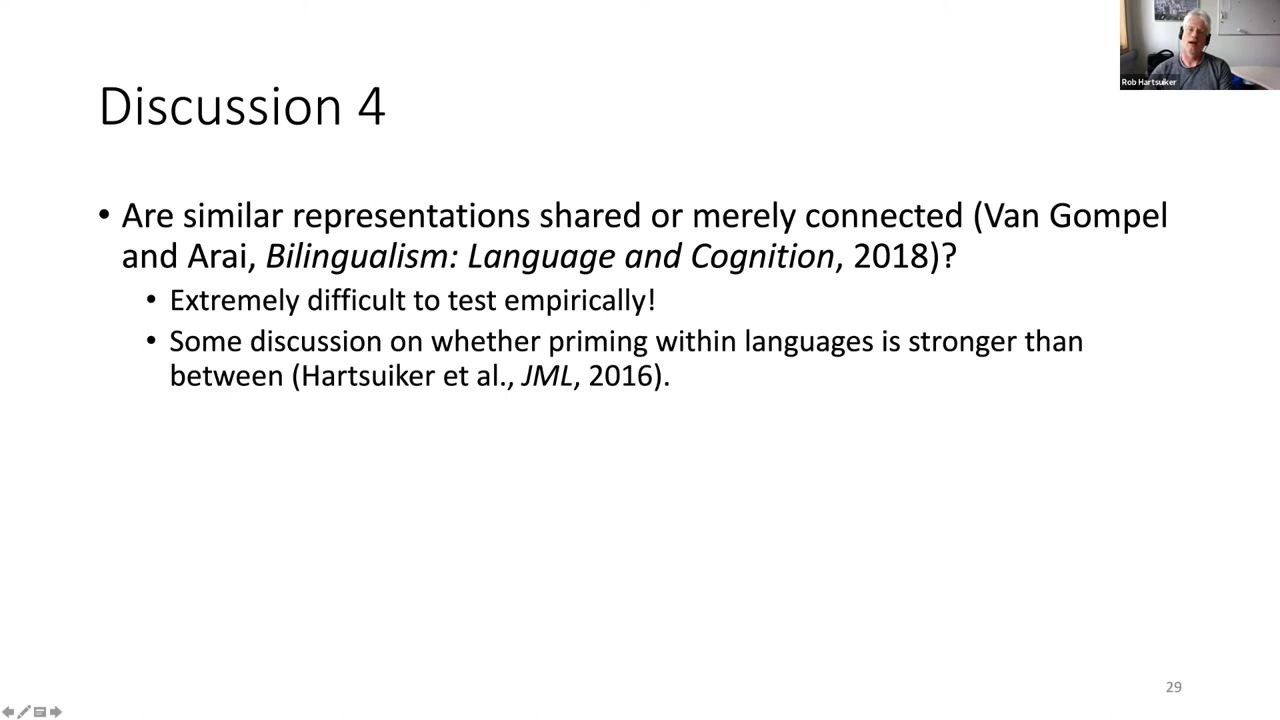 Rob Hartsuiker
Discussion 4
• Are similar representations shared or merely connected (Van Gompel
and Arai, Bilingualism: Language and Cognition, 2018)?
• Extremely difficult to test empirically!
• Some discussion on whether priming within languages is stronger than
between (Hartsuiker et al., JML, 2016).
29